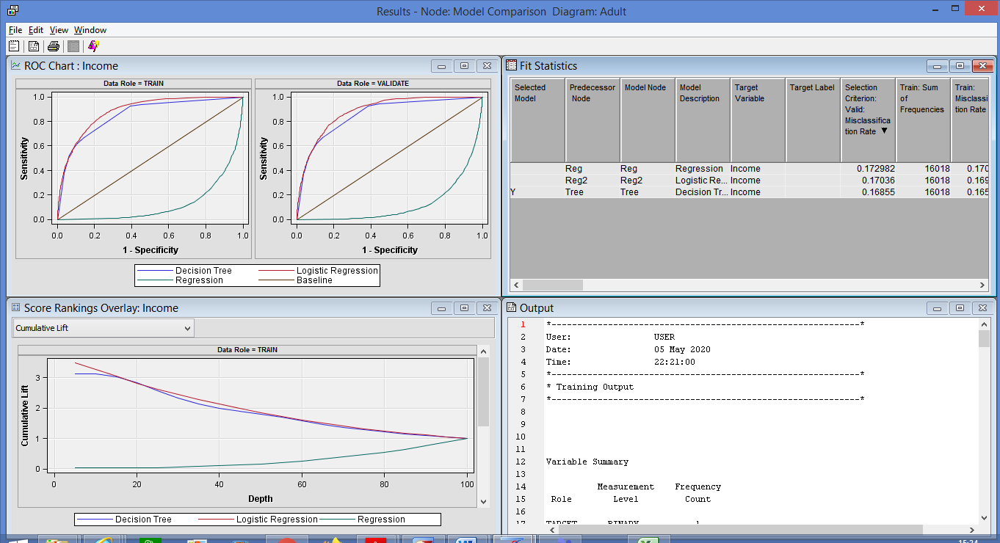 Results - Node: Model Comparison Diagram: Adult
File Edit View Window
ROC Chart : Income
Data Role = TRAIN
Data Role = VALIDATE
Sensitivity
1.0
0.8
0.6
0.4
0.2
0.0
0.0 0.2 0.4 0.6 0.8 1.0
1 - Specificity
Sensitivity
1.0
0.8
0.6
0.4
0.2
0.0
0.0 0.2 0.4 0.6 0.8 1.0
1 - Specificity
Decision Tree Logistic Regression
Regression Baseline
Fit Statistics
Selected Model
Predecessor Node
Model Node
Model Description
Target Variable
Target Label
Selection Criterion: Valid: Misclassification Rate ▼
Train: Sum of Frequencies
Train: Misclassification Rate
Reg Reg Regression Income 0.172982 16018 0.170
Reg2 Reg2 Logistic Re... Income 0.17036 16018 0.169
Y Tree Tree Decision Tr... Income 0.16855 16018 0.165
Score Rankings Overlay: Income
Cumulative Lift
Data Role = TRAIN
Cumulative Lift
3
2
1
0
0 20 40 60 80 100
Depth
Decision Tree Logistic Regression Regression
Output
1 *------------------------------------------------------------*
2 User: USER
3 Date: 05 May 2020
4 Time: 22:21:00
5 *------------------------------------------------------------*
6 * Training Output
7 *------------------------------------------------------------*
8
9
10
11
12 Variable Summary
13
14 Measurement Frequency
15 Role Level Count
16
17 TARGET BINARY 1
15:24